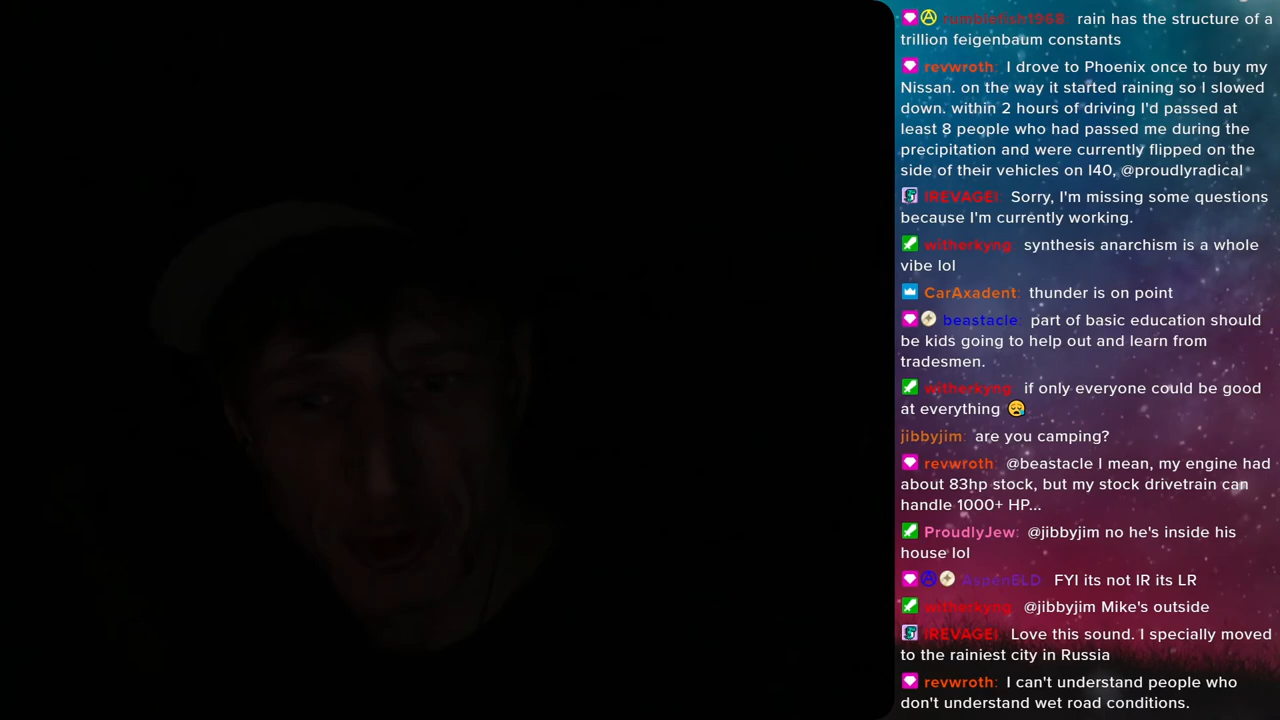 rumblefish1968: rain has the structure of a
trillion feigenbaum constants
revwroth: I drove to Phoenix once to buy my
Nissan. on the way it started raining so I slowed
down. within 2 hours of driving I'd passed at
least 8 people who had passed me during the
precipitation and were currently flipped on the
side of their vehicles on I40, @proudlyradical
IREVAGEI: Sorry, I'm missing some questions
because I'm currently working.
witherkyng: synthesis anarchism is a whole
vibe lol
CarAxadent: thunder is on point
beastacle: part of basic education should
be kids going to help out and learn from
tradesmen.
witherkyng: if only everyone could be good
at everything 😪
jibbyjim: are you camping?
revwroth: @beastacle I mean, my engine had
about 83hp stock, but my stock drivetrain can
handle 1000+ HP...
ProudlyJew: @jibbyjim no he's inside his
house lol
AspenELD: FYI its not IR its LR
witherkyng: @jibbyjim Mike's outside
IREVAGEI: Love this sound. I specially moved
to the rainiest city in Russia
revwroth: I can't understand people who
don't understand wet road conditions.